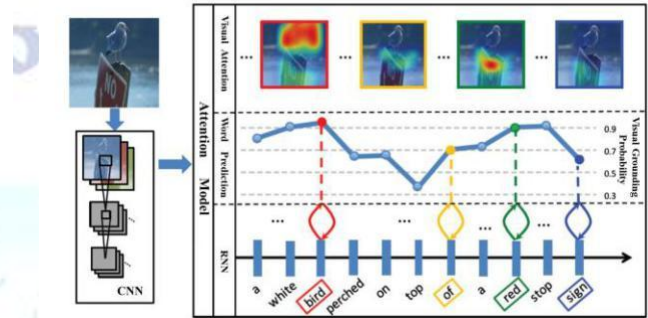 NO
CNN
Attention
Model
Visual Attention
Word Prediction
RNN
Visual Grounding
Probability
0.9
0.7
0.5
0.3
... ... ...
... ... ... ...
a white bird perched on top of a red stop sign